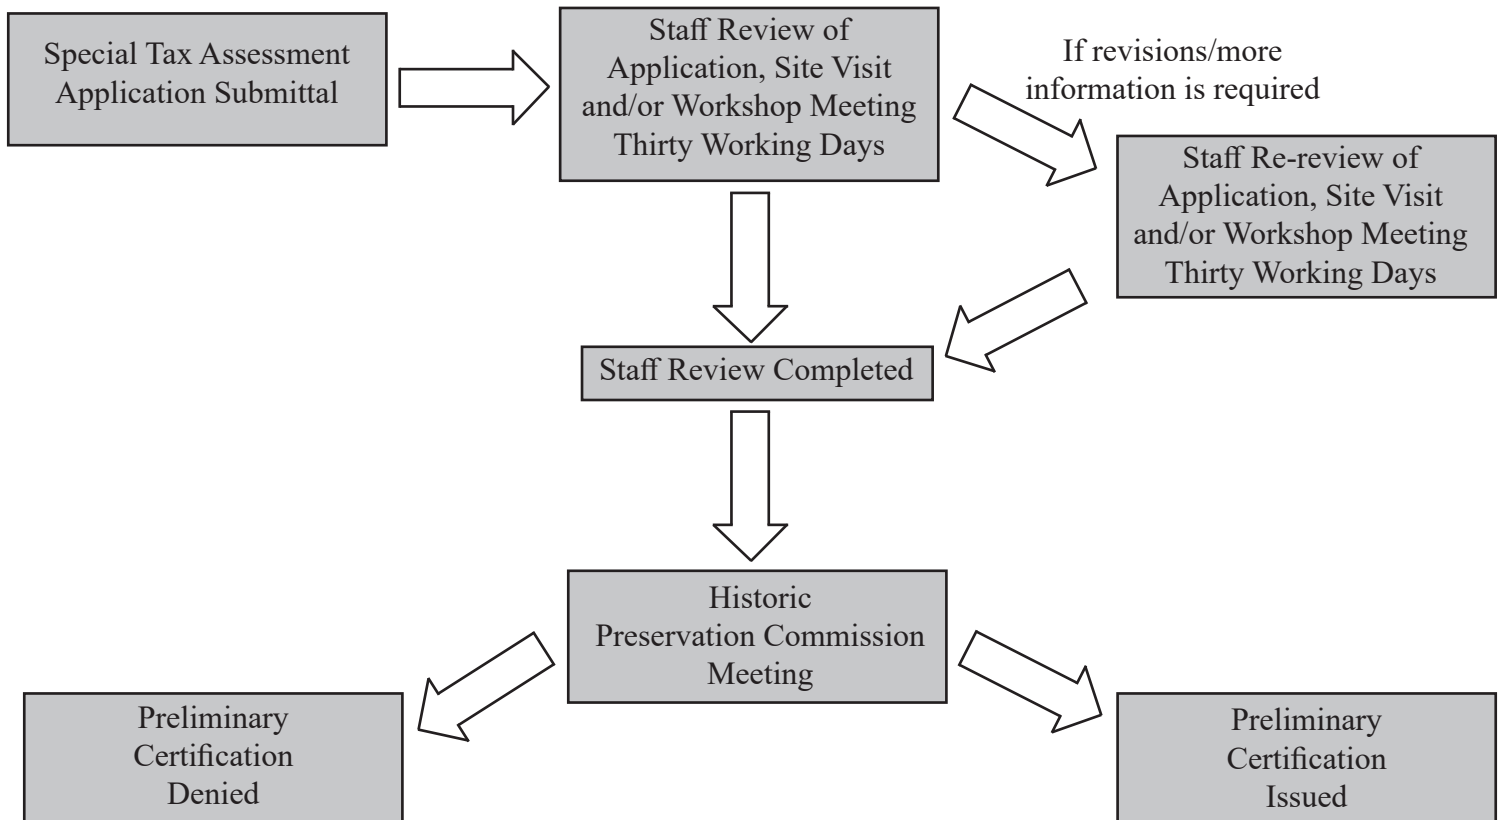 Special Tax Assessment
Application Submittal
Staff Review of
Application, Site Visit
and/or Workshop Meeting
Thirty Working Days
If revisions/more
information is required
Staff Re-review of
Application, Site Visit
and/or Workshop Meeting
Thirty Working Days
Staff Review Completed
Historic
Preservation Commission
Meeting
Preliminary
Certification
Denied
Preliminary
Certification
Issued